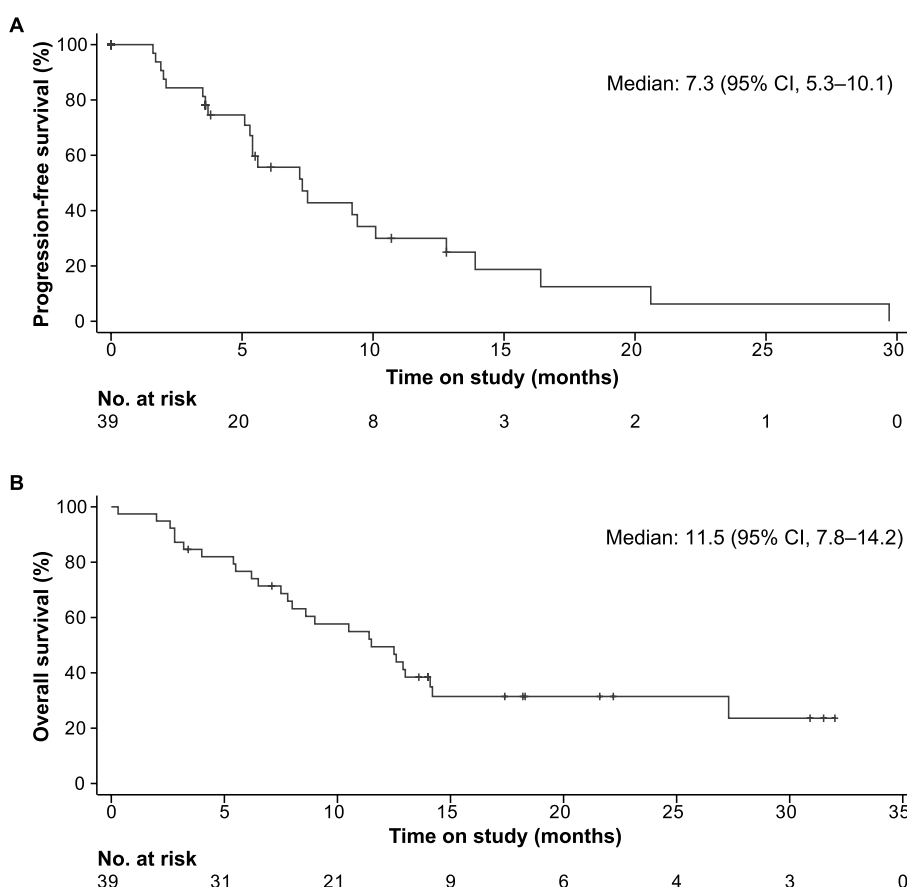 A
Progression-free survival (%)
100
80
60
40
20
0
Median: 7.3 (95% CI, 5.3–10.1)
0 5 10 15 20 25 30
Time on study (months)
No. at risk
39 20 8 3 2 1 0
B
Overall survival (%)
100
80
60
40
20
0
Median: 11.5 (95% CI, 7.8–14.2)
0 5 10 15 20 25 30 35
Time on study (months)
No. at risk
39 31 21 9 6 4 3 0